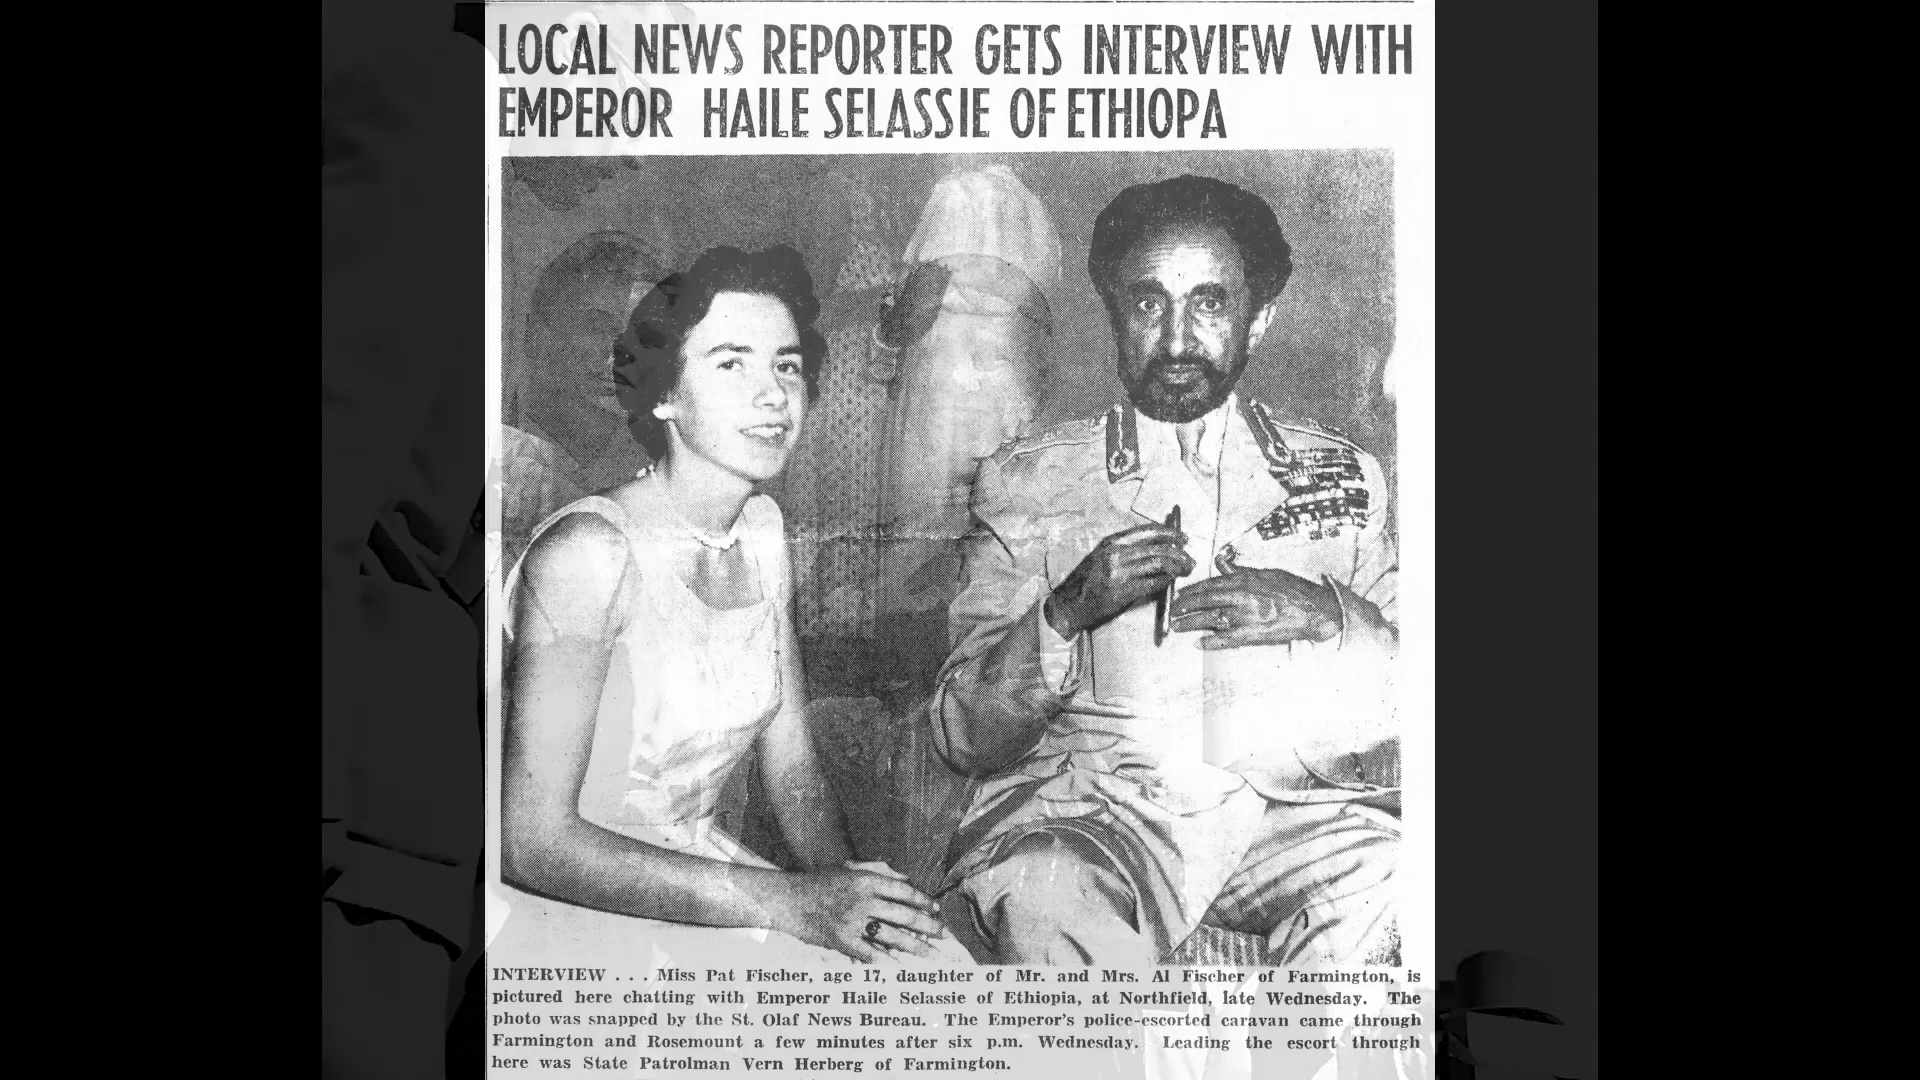 LOCAL NEWS REPORTER GETS INTERVIEW WITH
EMPEROR HAILE SELASSIE OF ETHIOPA
INTERVIEW . . . Miss Pat Fischer, age 17, daughter of Mr. and Mrs. Al Fischer of Farmington, is
pictured here chatting with Emperor Haile Selassie of Ethiopia, at Northfield, late Wednesday. The
photo was snapped by the St. Olaf News Bureau. The Emperor's police-escorted caravan came through
Farmington and Rosemount a few minutes after six p.m. Wednesday. Leading the escort through
here was State Patrolman Vern Herberg of Farmington.